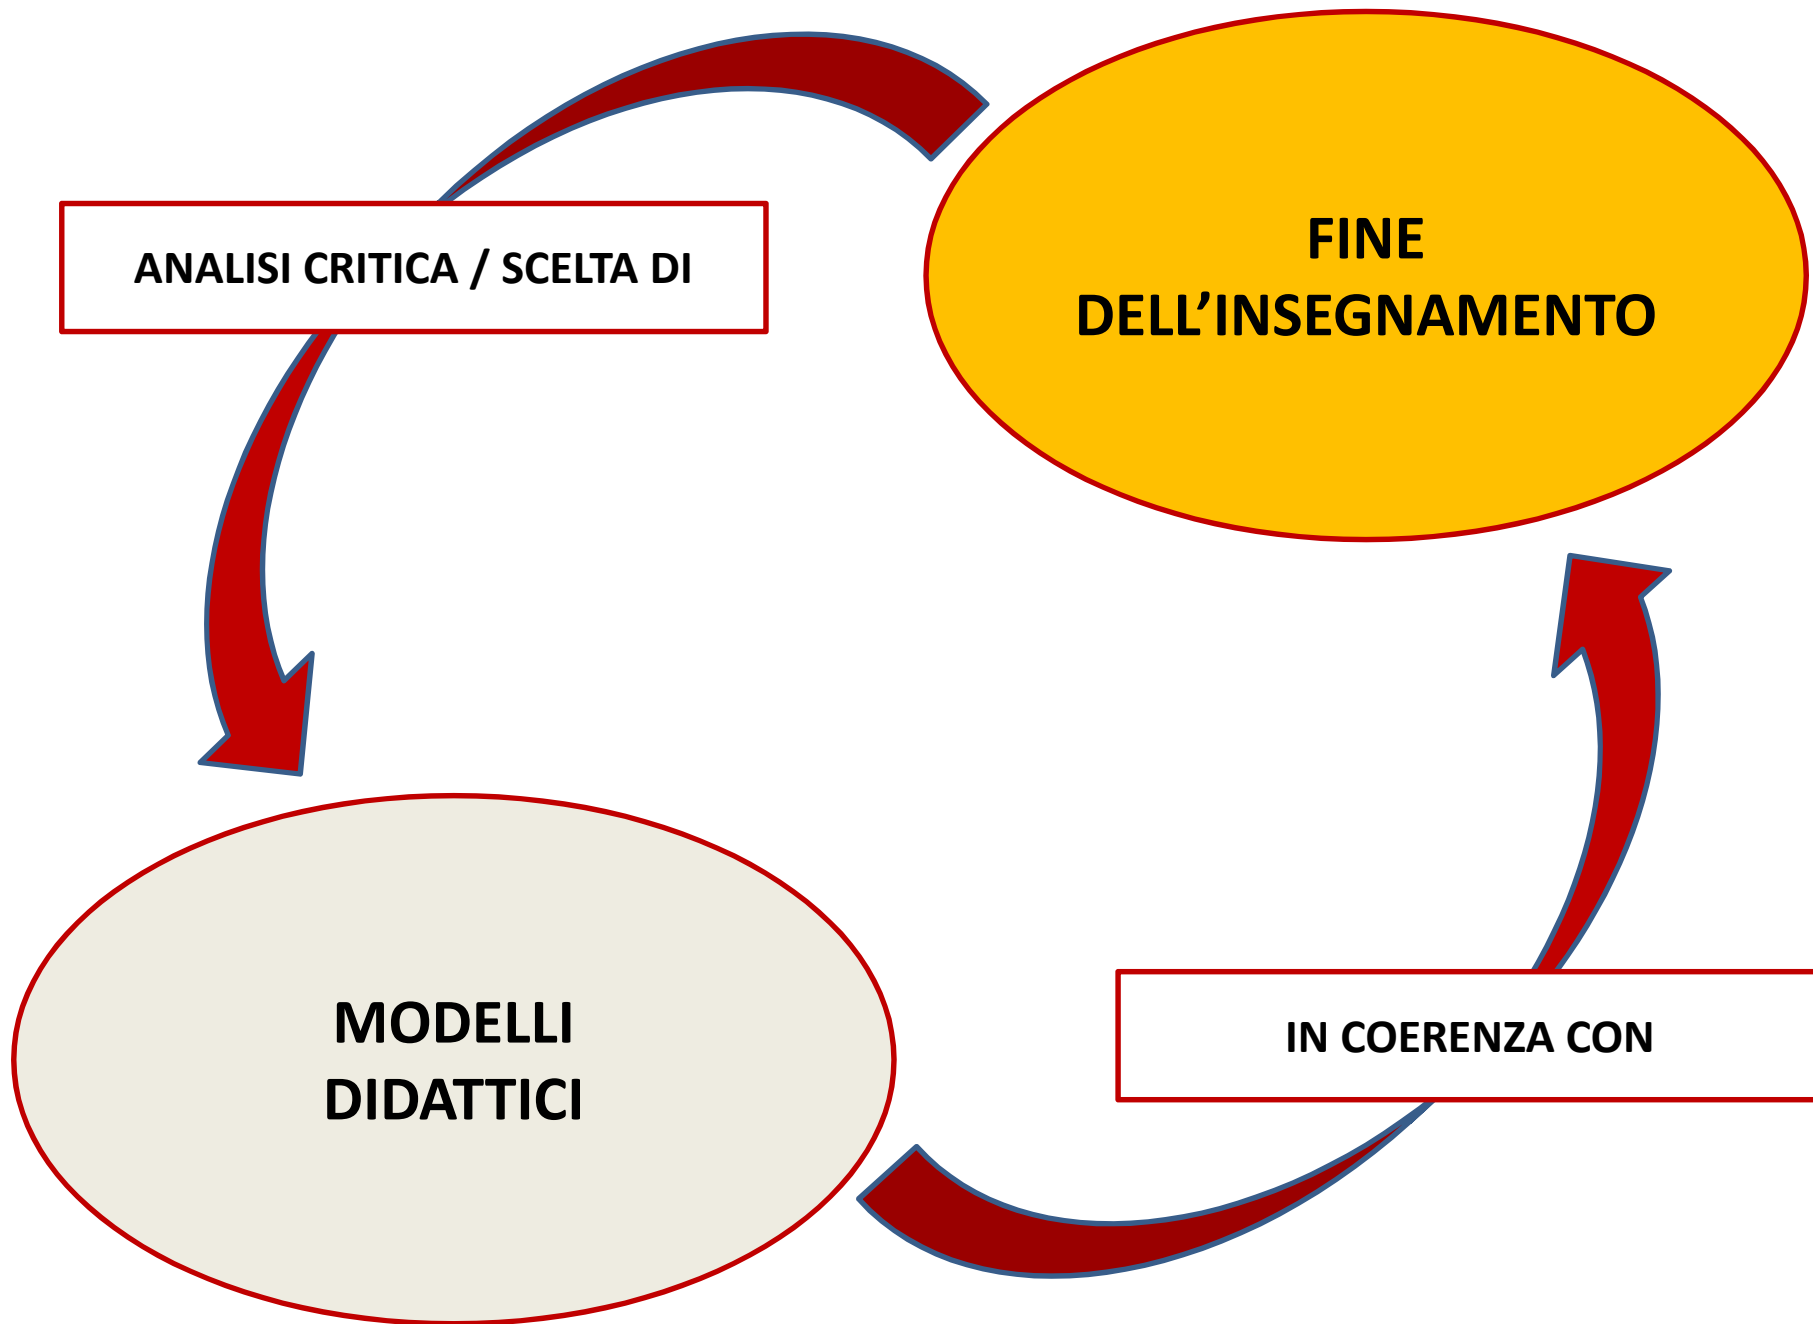 FINE
DELL’INSEGNAMENTO
ANALISI CRITICA / SCELTA DI
MODELLI
DIDATTICI
IN COERENZA CON